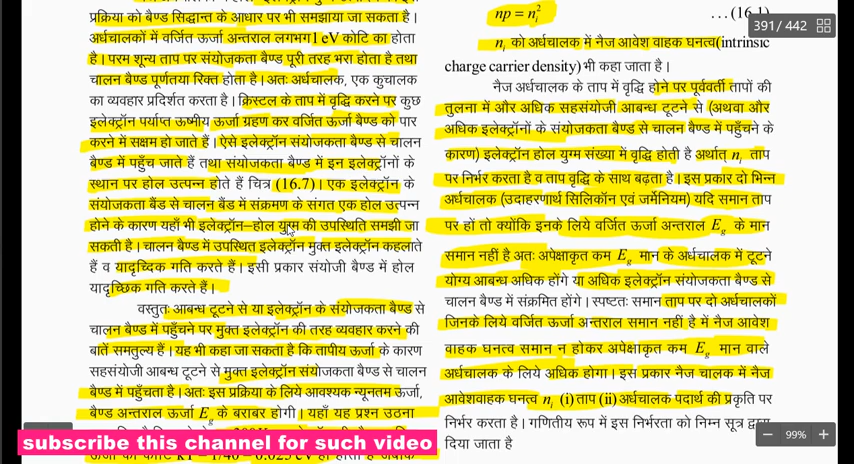 प्रक्रिया को बैण्ड सिद्धान्त के आधार पर भी समझाया जा सकता है।
अर्धचालकों में वर्जित ऊर्जा अन्तराल लगभग 1 eV कोटि का होता
है। परम शून्य ताप पर संयोजकता बैण्ड पूरी तरह भरा होता है तथा
चालन बैण्ड पूर्णतया रिक्त होता है। अतः अर्धचालक, एक कुचालक
का व्यवहार प्रदर्शित करता है। क्रिस्टल के ताप में वृद्धि करने पर कुछ
इलेक्ट्रॉन पर्याप्त ऊष्मीय ऊर्जा ग्रहण कर वर्जित ऊर्जा बैण्ड को पार
करने में सक्षम हो जाते हैं। ऐसे इलेक्ट्रॉन संयोजकता बैण्ड से चालन
बैण्ड में पहुँच जाते हैं तथा संयोजकता बैण्ड में इन इलेक्ट्रोंनों के
स्थान पर होल उत्पन्न होते हैं चित्र (16.7)। एक इलेक्ट्रॉन के
संयोजकता बैंड से चालन बैंड में संक्रमण के संगत एक होल उत्पन्न
होने के कारण यहाँ भी इलेक्ट्रॉन–होल युग्म की उपस्थिति समझी जा
सकती है। चालन बैण्ड में उपस्थित इलेक्ट्रॉन मुक्त इलेक्ट्रॉन कहलाते
हैं व यादृच्दिक गति करते हैं। इसी प्रकार संयोजी बैण्ड में होल
यादृच्छिक गति करते हैं।
वस्तुतः आबन्ध टूटने से या इलेक्ट्रॉन के संयोजकता बैण्ड से
चालन बैण्ड में पहुँचने पर मुक्त इलेक्ट्रॉन की तरह व्यवहार करने की
बातें समतुल्य हैं। यह भी कहा जा सकता है कि तापीय ऊर्जा के कारण
सहसंयोजी आबन्ध टूटने से मुक्त इलेक्ट्रॉन संयोजकता बैण्ड से चालन
बैण्ड में पहुंचता है। अतः इस प्रक्रिया के लिये आवश्यक न्यूनतम ऊर्जा,
बैण्ड अन्तराल ऊर्जा E_g के बराबर होगी। यहाँ यह प्रश्न उठना
np = n_i^2 ...(16.1)
n_i को अर्धचालक में नैज आवेश वाहक घनत्व(intrinsic
charge carrier density) भी कहा जाता है।
नैज अर्धचालक के ताप में वृद्धि होने पर पूर्ववर्ती तापों की
तुलना में और अधिक सहसंयोजी आबन्ध टूटने से (अथवा और
अधिक इलेक्ट्रोनों के संयोजकता बैण्ड से चालन बैण्ड में पहुँचने के
कारण) इलेक्ट्रॉन होल युग्म संख्या में वृद्धि होती है अर्थात् n_i ताप
पर निर्भर करता है व ताप वृद्धि के साथ बढ़ता है। इस प्रकार दो भिन्न
अर्धचालक (उदाहरणार्थ सिलिकॉन एवं जर्मेनियम) यदि समान ताप
पर हों तो क्योंकि इनके लिये वर्जित ऊर्जा अन्तराल E_g के मान
समान नहीं है अतः अपेक्षाकृत कम E_g मान के अर्धचालक में टूटने
योग्य आबन्ध अधिक होंगे या अधिक इलेक्ट्रॉन संयोजकता बैण्ड से
चालन बैण्ड में संक्रमित होंगे। स्पष्टतः समान ताप पर दो अर्धचालकों
जिनके लिये वर्जित ऊर्जा अन्तराल समान नहीं है में नैज आवेश
वाहक घनत्व समान न होकर अपेक्षाकृत कम E_g मान वाले
अर्धचालक के लिये अधिक होगा। इस प्रकार नैज चालक में नैज
आवेशवाहक घनत्व n_i (i) ताप (ii) अर्धचालक पदार्थ की प्रकृति पर
निर्भर करता है। गणितीय रूप में इस निर्भरता को निम्न सूत्र द्वारा
दिया जाता है
391 / 442
99%
subscribe this channel for such video